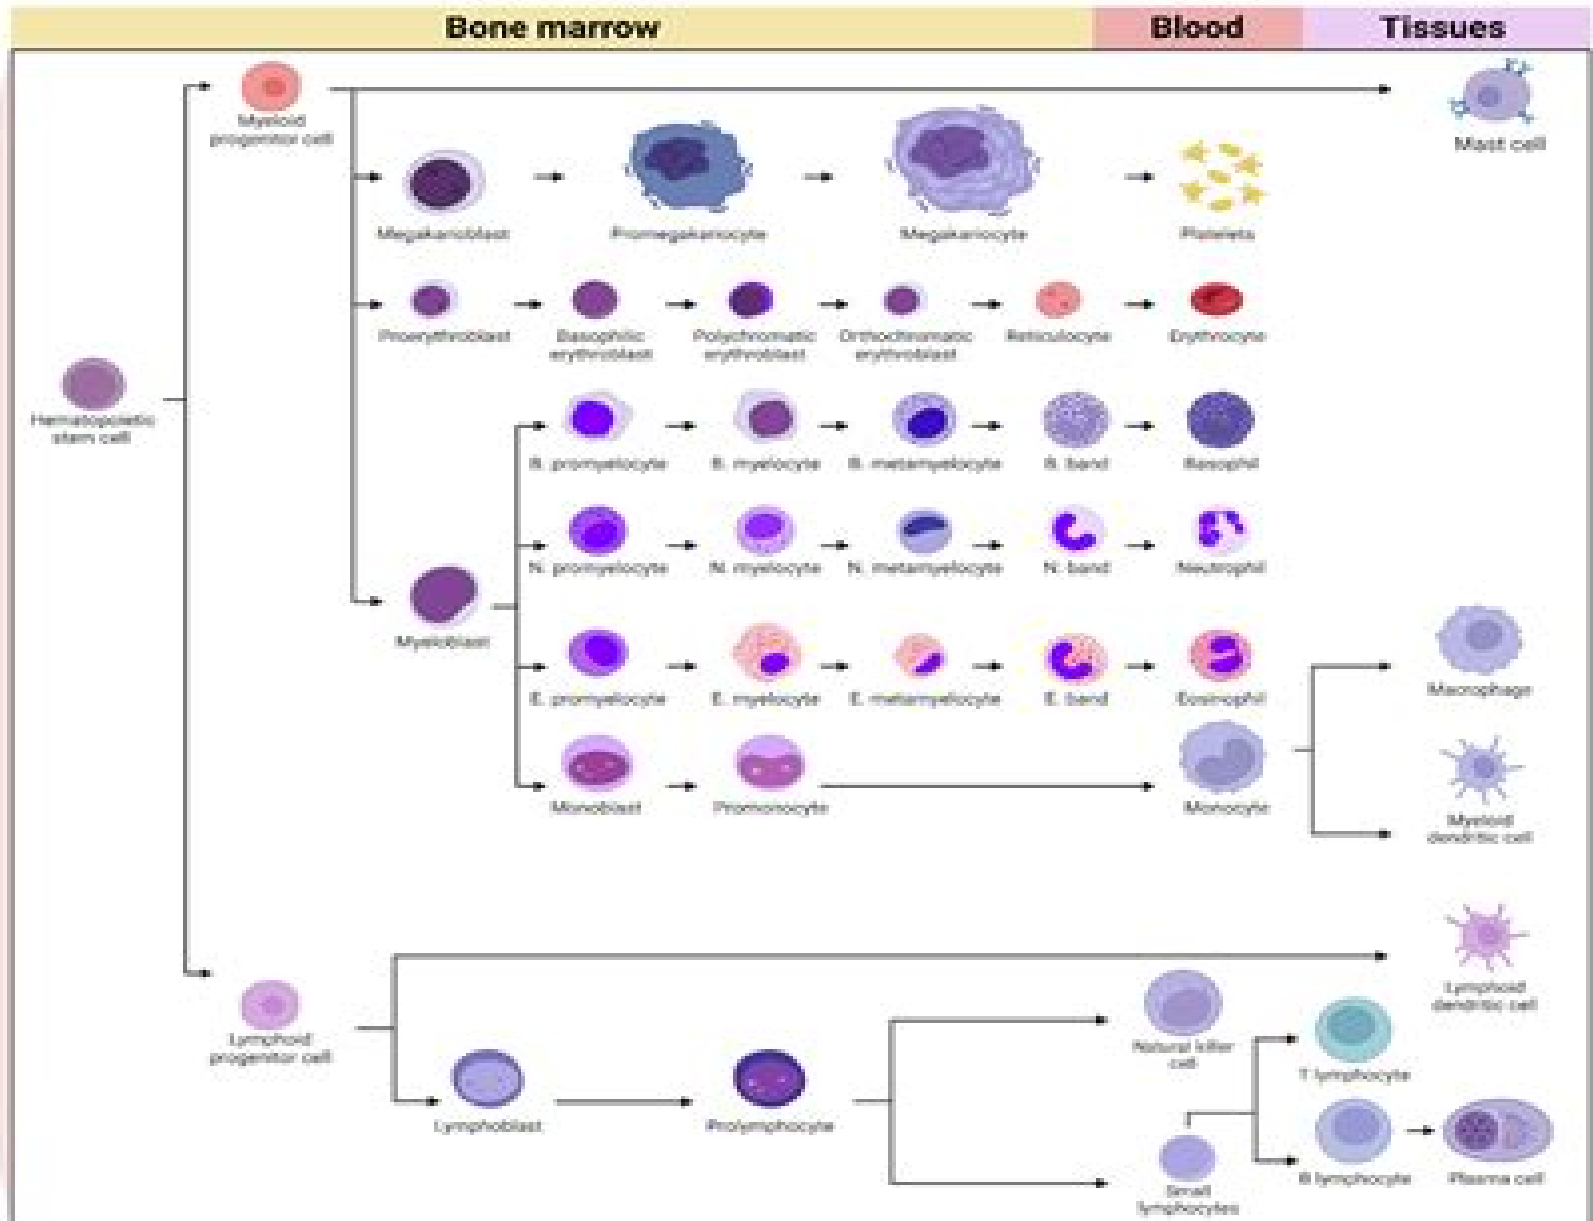 Bone marrow
Blood
Tissues
Myeloid
progenitor cell
Mast cell
Megakarioblast
Promegakariocyte
Megakariocyte
Platelets
Proerythroblast
Basophilic
erythroblast
Polychromatic
erythroblast
Orthochromatic
erythroblast
Reticulocyte
Erythrocyte
Hematopoietic
stem cell
B. promyelocyte
B. myelocyte
B. metamyelocyte
B. band
Basophil
N. promyelocyte
N. myelocyte
N. metamyelocyte
N. band
Neutrophil
Myeloblast
E. promyelocyte
E. myelocyte
E. metamyelocyte
E. band
Eosinophil
Macrophage
Monoblast
Promonocyte
Monocyte
Myeloid
dendritic cell
Lymphoid
dendritic cell
Lymphoid
progenitor cell
Natural killer
cell
T lymphocyte
Lymphoblast
Prolymphocyte
B lymphocyte
Plasma cell
Small
lymphocytes